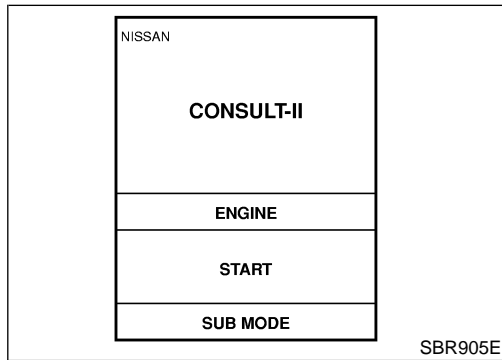 NISSAN
CONSULT-II
ENGINE
START
SUB MODE
SBR905E